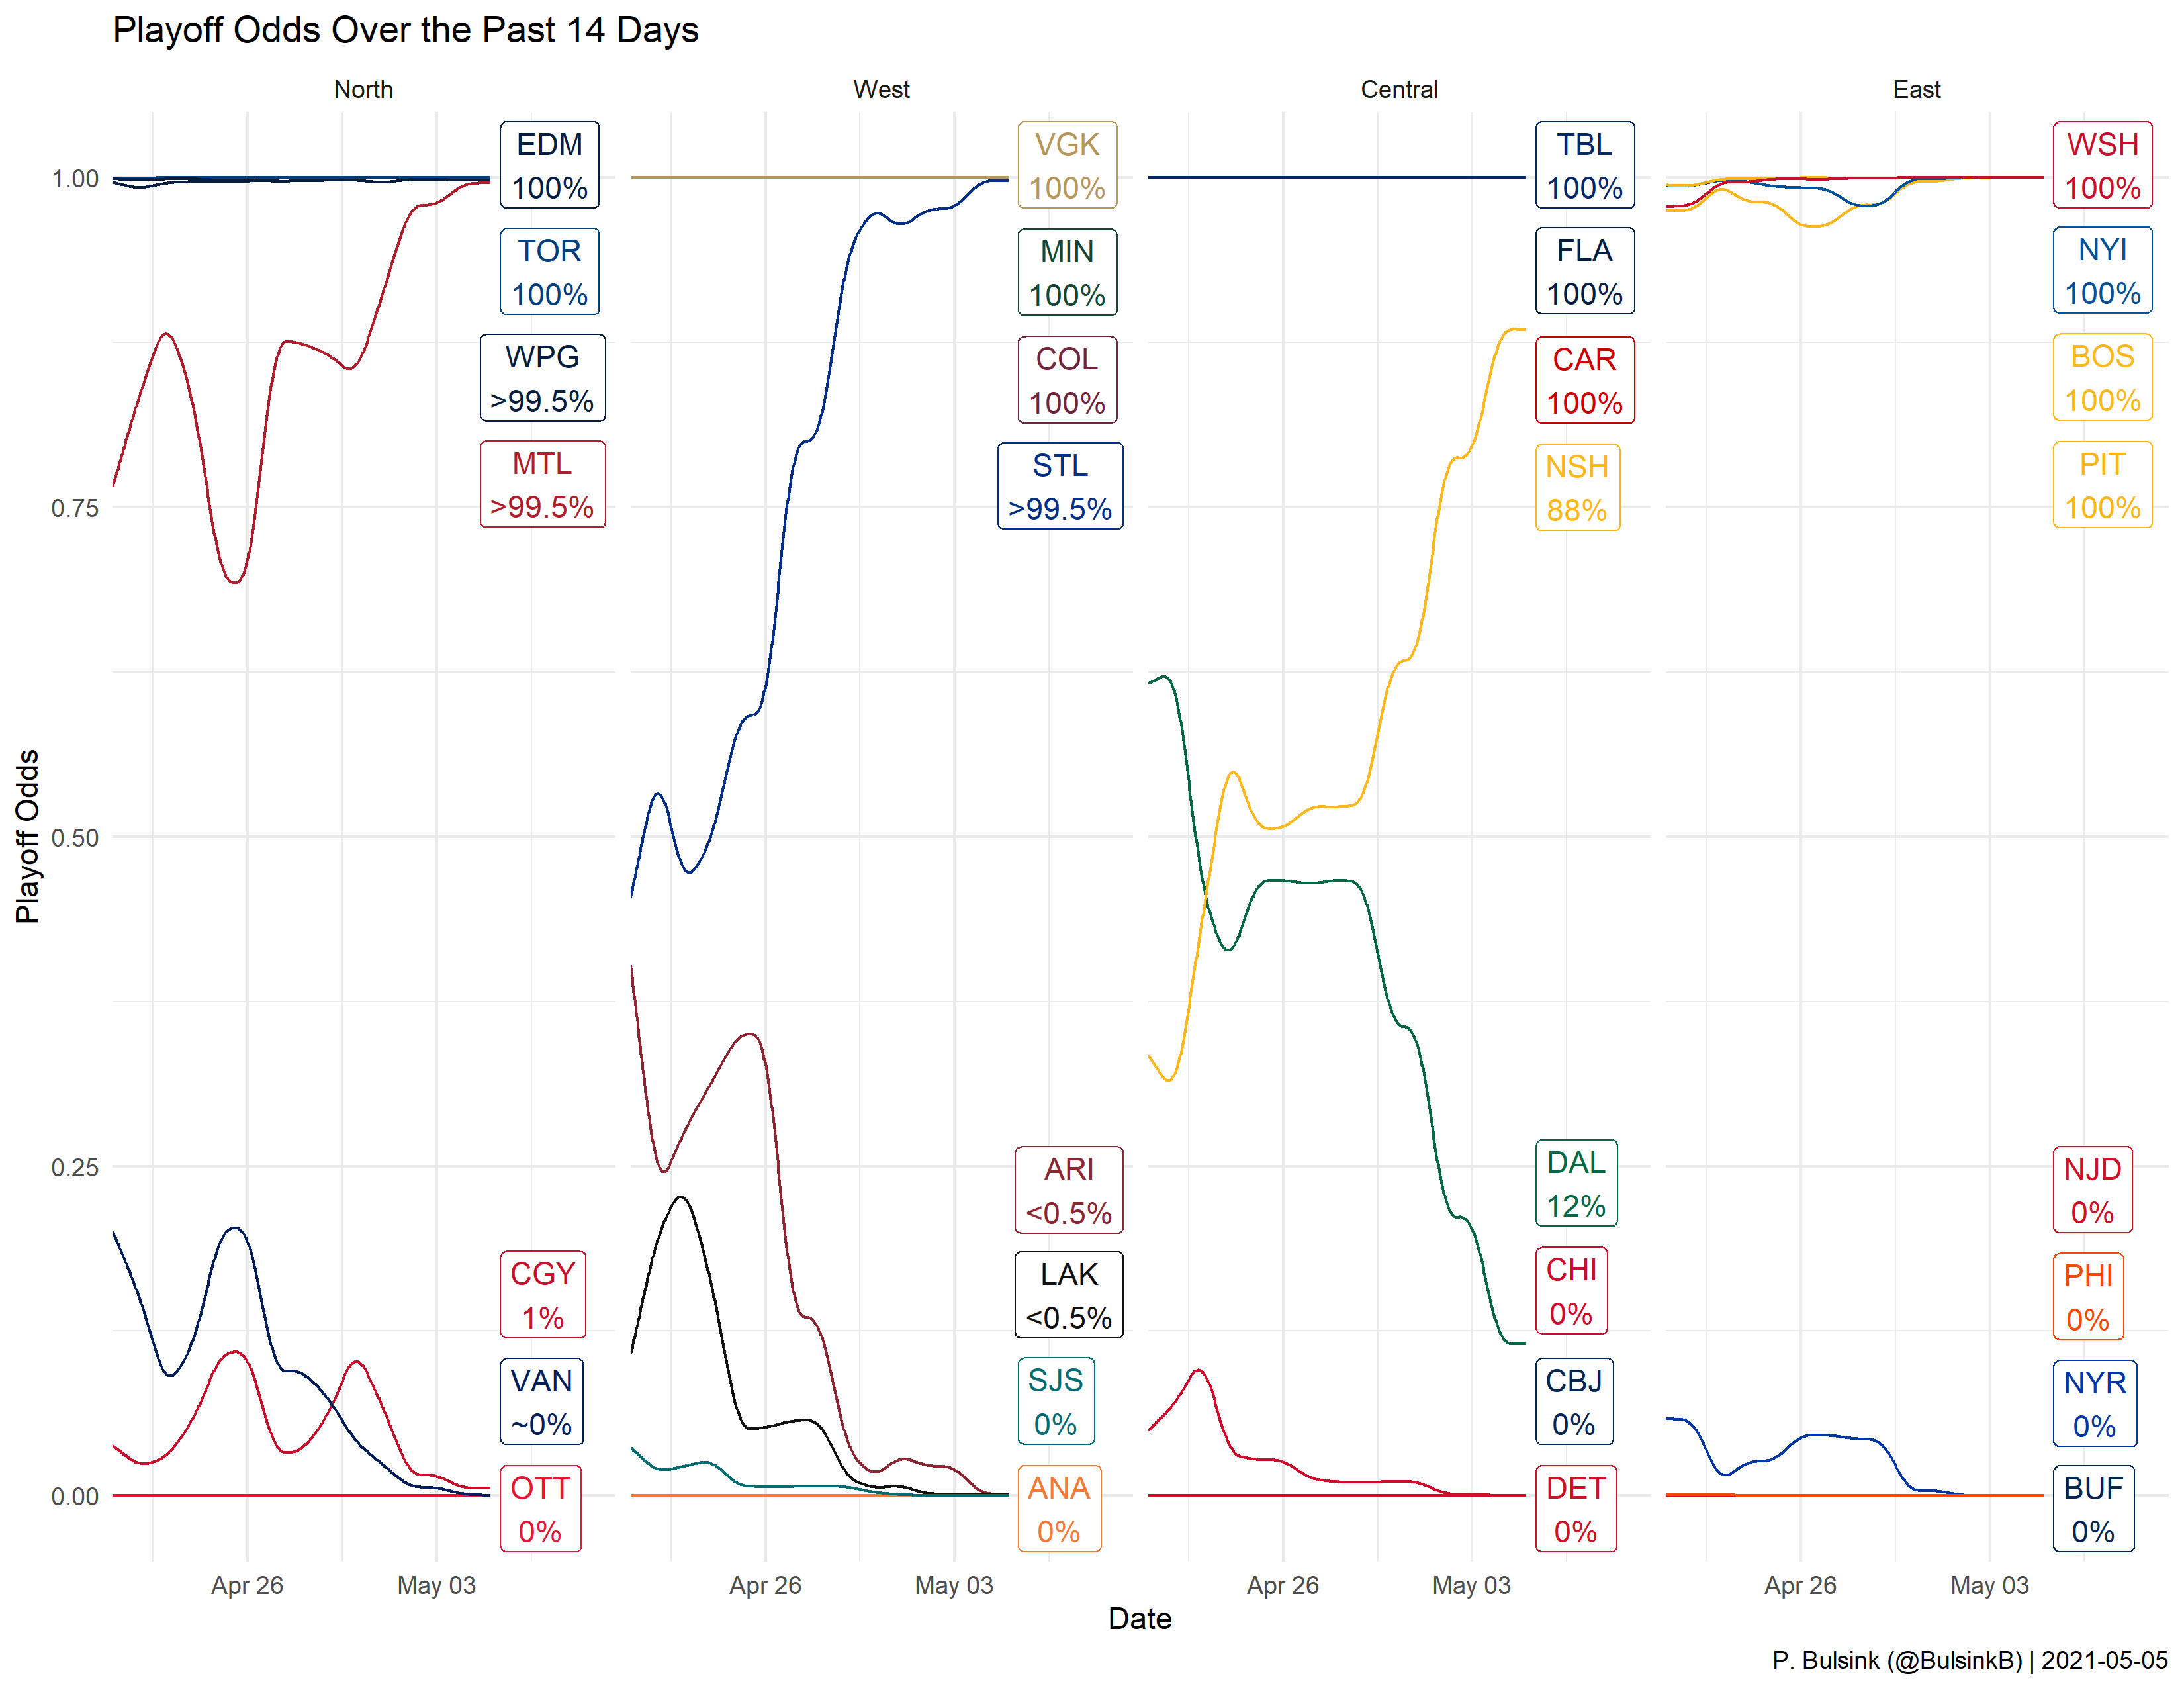 Playoff Odds Over the Past 14 Days
North
West
Central
East
Playoff Odds
1.00
0.75
0.50
0.25
0.00
EDM
100%
TOR
100%
WPG
>99.5%
MTL
>99.5%
CGY
1%
VAN
~0%
OTT
0%
VGK
100%
MIN
100%
COL
100%
STL
>99.5%
ARI
<0.5%
LAK
<0.5%
SJS
0%
ANA
0%
TBL
100%
FLA
100%
CAR
100%
NSH
88%
DAL
12%
CHI
0%
CBJ
0%
DET
0%
WSH
100%
NYI
100%
BOS
100%
PIT
100%
NJD
0%
PHI
0%
NYR
0%
BUF
0%
Apr 26 May 03
Apr 26 May 03
Apr 26 May 03
Apr 26 May 03
Date
P. Bulsink (@BulsinkB) | 2021-05-05